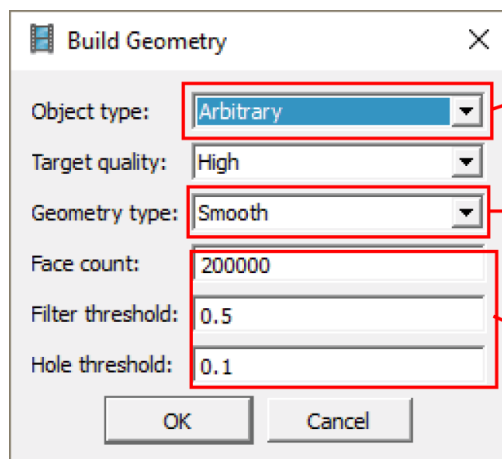 Build Geometry
Object type: Arbitrary
Target quality: High
Geometry type: Smooth
Face count: 200000
Filter threshold: 0.5
Hole threshold: 0.1
OK Cancel